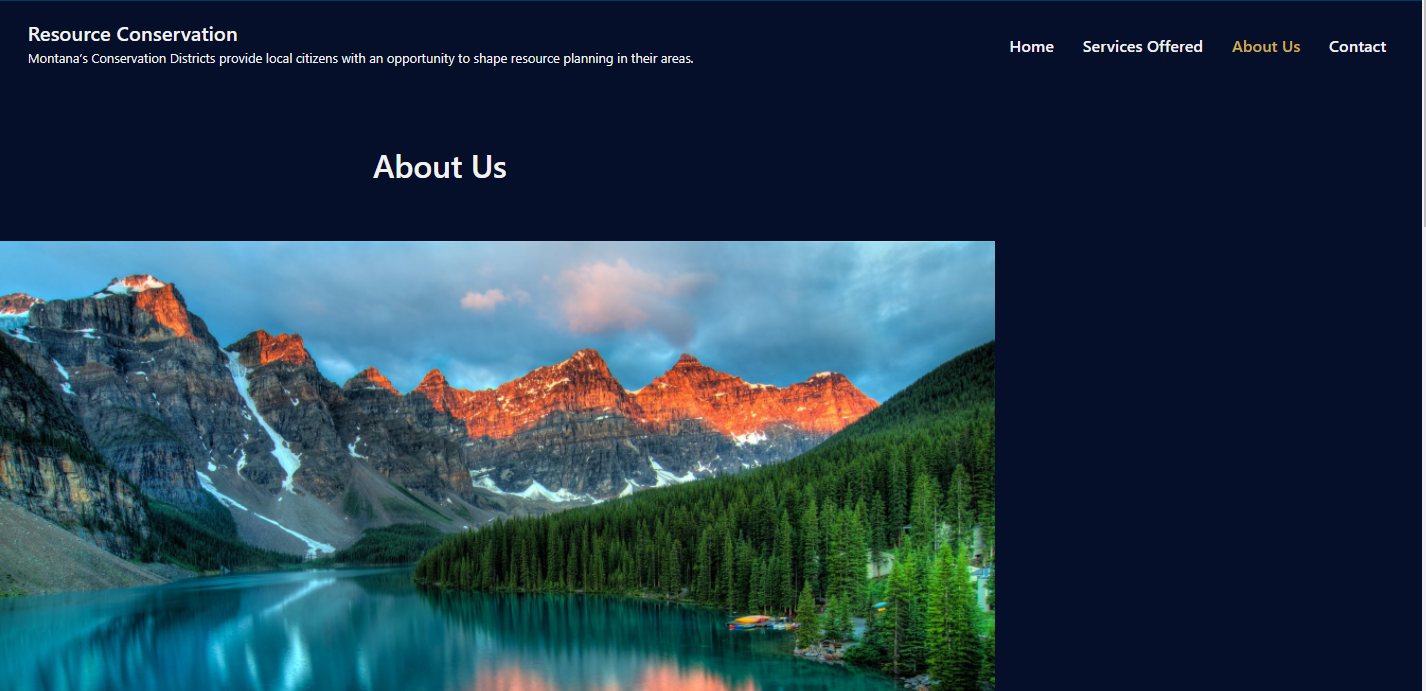 Resource Conservation
Montana's Conservation Districts provide local citizens with an opportunity to shape resource planning in their areas.
Home Services Offered About Us Contact
About Us